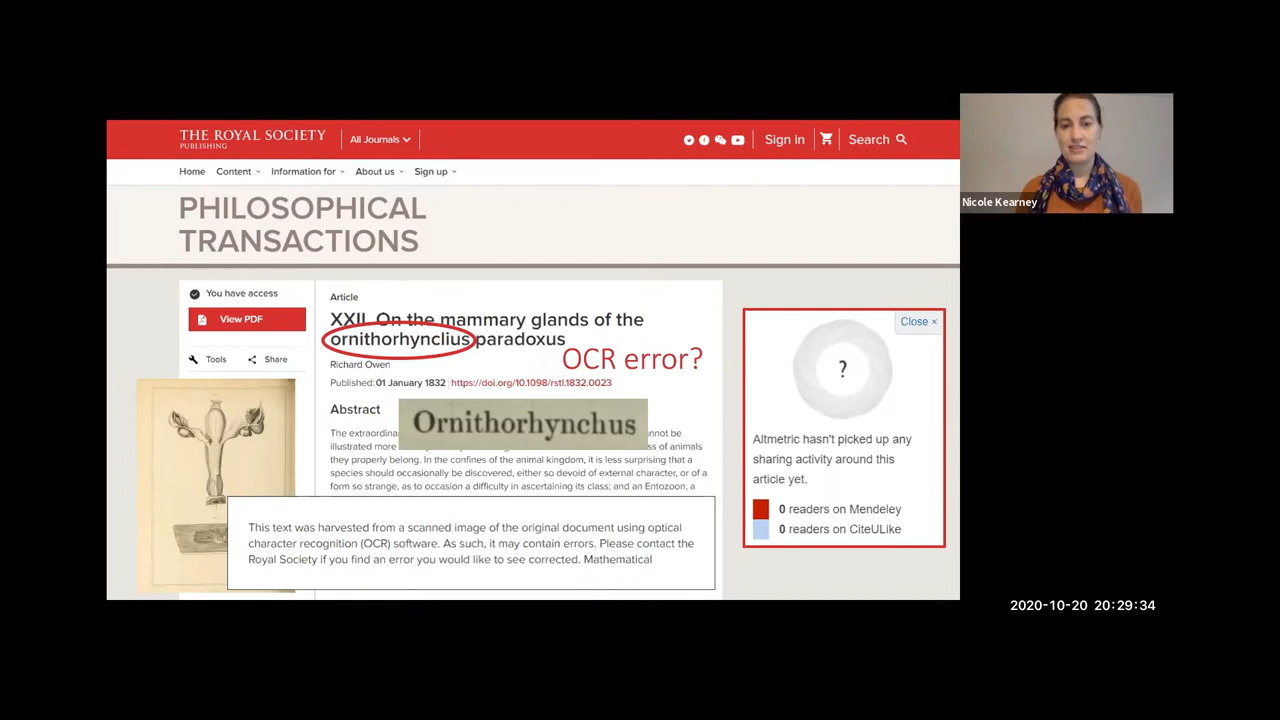 THE ROYAL SOCIETY
PUBLISHING
All Journals
Sign in
Search
Home Content Information for About us Sign up
PHILOSOPHICAL
TRANSACTIONS
You have access
View PDF
Tools Share
Article
XXII. On the mammary glands of the
ornithorhynclius paradoxus
OCR error?
Richard Owen
Published: 01 January 1832 https://doi.org/10.1098/rstl.1832.0023
Abstract
Ornithorhynchus
The extraordinar nnot be
illustrated more ss of animals
they properly belong. In the confines of the animal kingdom, it is less surprising that a
species should occasionally be discovered, either so devoid of external character, or of a
form so strange, as to occasion a difficulty in ascertaining its class; and an Entozoon, a
This text was harvested from a scanned image of the original document using optical
character recognition (OCR) software. As such, it may contain errors. Please contact the
Royal Society if you find an error you would like to see corrected. Mathematical
Close ×
?
Altmetric hasn't picked up any
sharing activity around this
article yet.
0 readers on Mendeley
0 readers on CiteULike
Nicole Kearney
2020-10-20 20:29:34